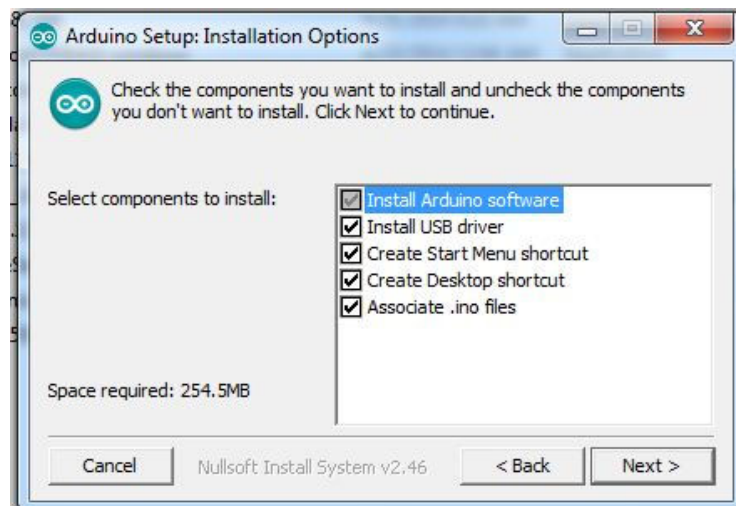 Arduino Setup: Installation Options
Check the components you want to install and uncheck the components
you don't want to install. Click Next to continue.
Select components to install:
Install Arduino software
Install USB driver
Create Start Menu shortcut
Create Desktop shortcut
Associate .ino files
Space required: 254.5MB
Cancel
Nullsoft Install System v2.46
< Back
Next >